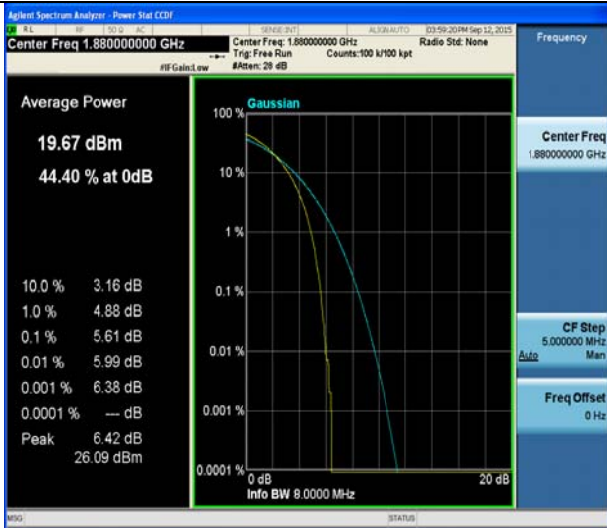 Agilent Spectrum Analyzer - Power Stat CCDF
RL RF 50 Ω AC SENSE:INT ALIGN AUTO 03:59:20 PM Sep 12, 2015
Center Freq 1.880000000 GHz
Center Freq: 1.880000000 GHz Radio Std: None
Trig: Free Run Counts:100 k/100 kpt
#IFGain:Low #Atten: 28 dB
Frequency
Average Power
19.67 dBm
44.40 % at 0dB
10.0 % 3.16 dB
1.0 % 4.88 dB
0.1 % 5.61 dB
0.01 % 5.99 dB
0.001 % 6.38 dB
0.0001 % --- dB
Peak 6.42 dB
26.09 dBm
Gaussian
100 %
10 %
1 %
0.1 %
0.01 %
0.001 %
0.0001 %
0 dB 20 dB
Info BW 8.0000 MHz
Center Freq
1.880000000 GHz
CF Step
5.000000 MHz
Auto Man
Freq Offset
0 Hz
MSG STATUS